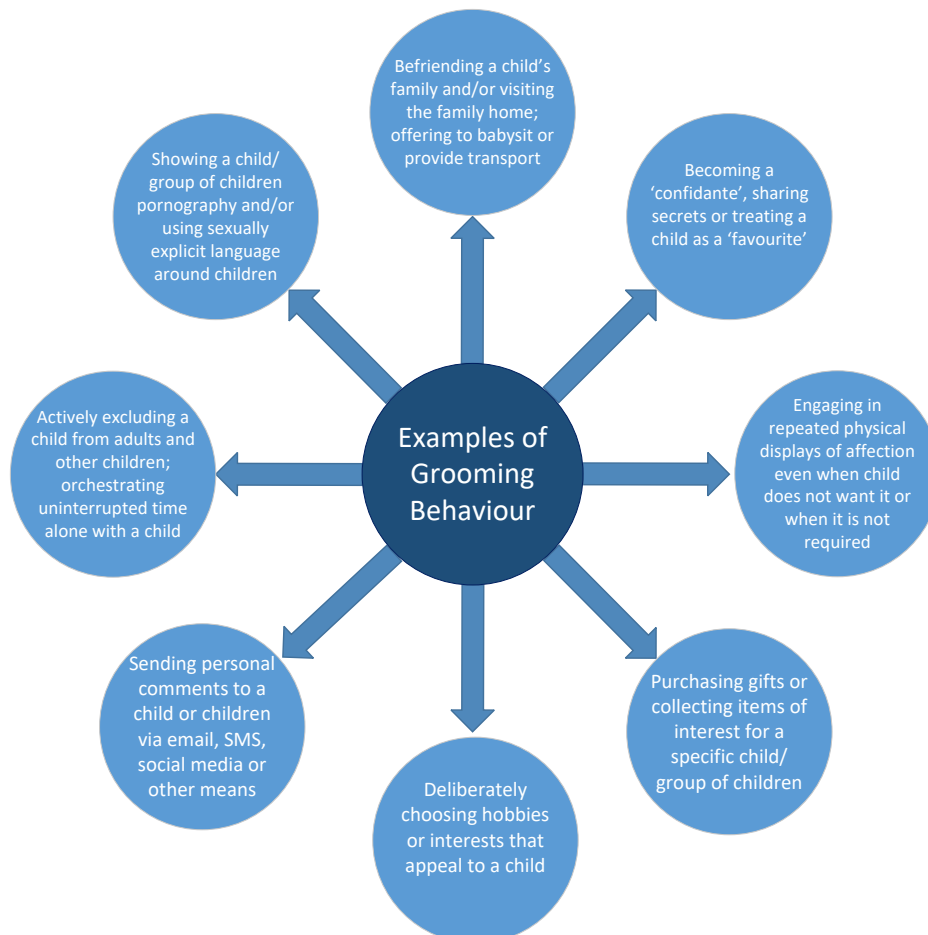 Befriending a child's
family and/or visiting
the family home;
offering to babysit or
provide transport
Becoming a
‘confidante’, sharing
secrets or treating a
child as a ‘favourite’
Engaging in
repeated physical
displays of affection
even when child
does not want it or
when it is not
required
Purchasing gifts or
collecting items of
interest for a
specific child/
group of children
Deliberately
choosing hobbies
or interests that
appeal to a child
Sending personal
comments to a
child or children
via email, SMS,
social media or
other means
Actively excluding a
child from adults and
other children;
orchestrating
uninterrupted time
alone with a child
Showing a child/
group of children
pornography and/or
using sexually
explicit language
around children
Examples of
Grooming
Behaviour